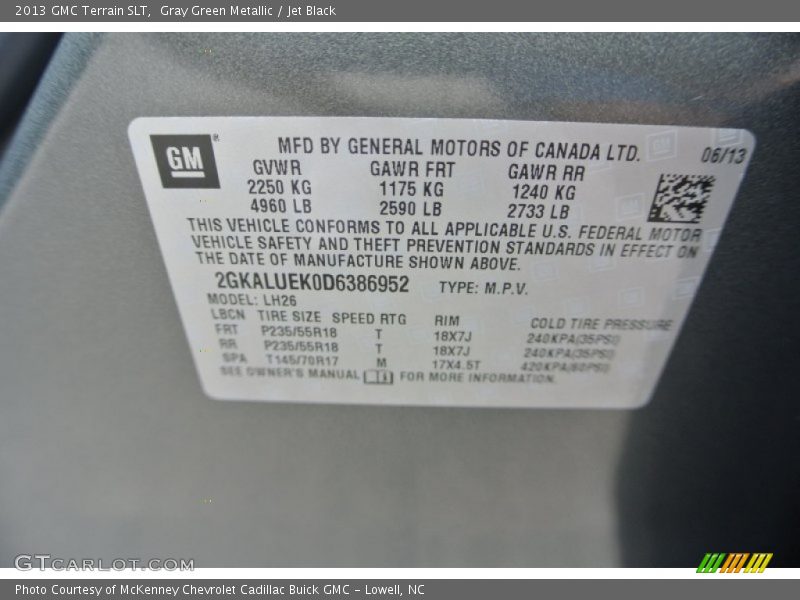 2013 GMC Terrain SLT, Gray Green Metallic / Jet Black
GM®
MFD BY GENERAL MOTORS OF CANADA LTD. 06/13
GVWR GAWR FRT GAWR RR
2250 KG 1175 KG 1240 KG
4960 LB 2590 LB 2733 LB
THIS VEHICLE CONFORMS TO ALL APPLICABLE U.S. FEDERAL MOTOR
VEHICLE SAFETY AND THEFT PREVENTION STANDARDS IN EFFECT ON
THE DATE OF MANUFACTURE SHOWN ABOVE.
2GKALUEK0D6386952 TYPE: M.P.V.
MODEL: LH26
LBCN TIRE SIZE SPEED RTG RIM COLD TIRE PRESSURE
FRT P235/55R18 T 18X7J 240KPA(35PSI)
RR P235/55R18 T 18X7J 240KPA(35PSI)
SPA T145/70R17 M 17X4.5T 420KPA(60PSI)
SEE OWNER'S MANUAL FOR MORE INFORMATION.
GTCARLOT.COM
Photo Courtesy of McKenney Chevrolet Cadillac Buick GMC - Lowell, NC